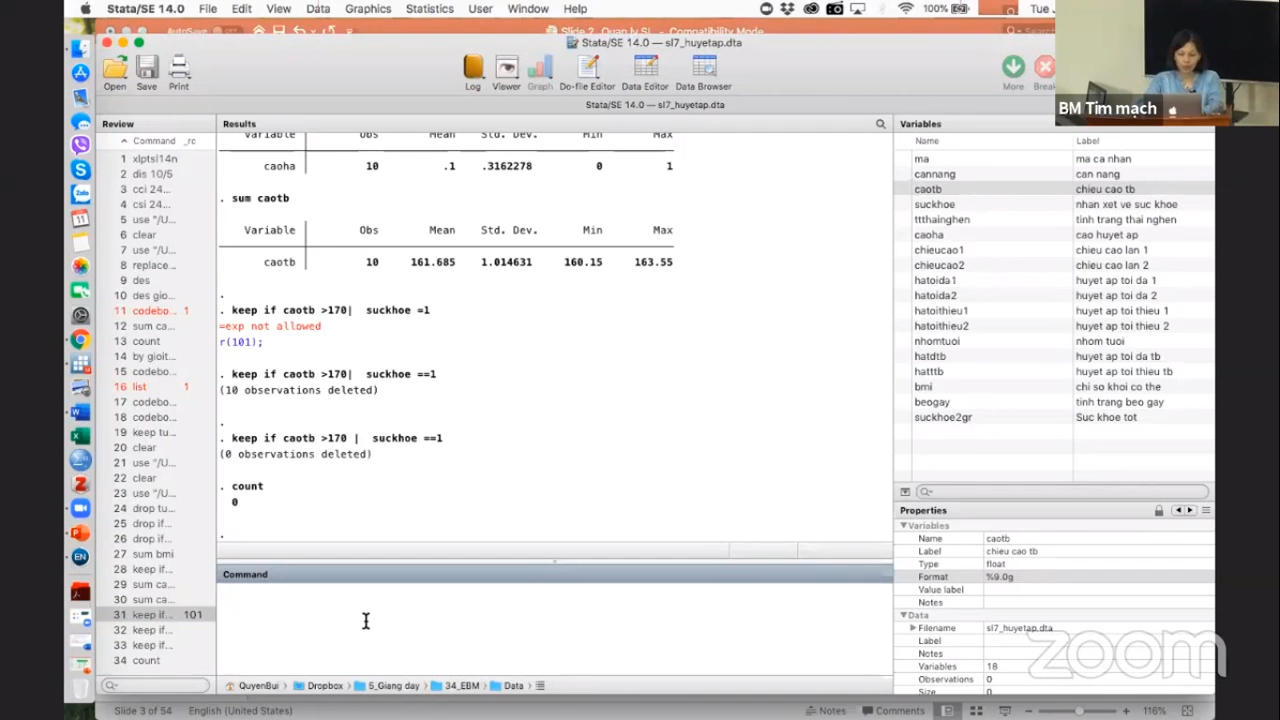 Stata/SE 14.0 File Edit View Data Graphics Statistics User Window Help 100% Tue
AutoSave Slide 2_Quan ly SL - Compatibility Mode
Stata/SE 14.0 — sl7_huyetap.dta
Open Save Print Log Viewer Graph Do-file Editor Data Editor Data Browser More Break
Stata/SE 14.0 — sl7_huyetap.dta
BM Tim mạch
Review
Command _rc
1 xlptsl14n
2 dis 10/5
3 cci 24...
4 csi 24...
5 use "/U...
6 clear
7 use "/U...
8 replace...
9 des
10 des gio...
11 codebo... 1
12 sum ca...
13 count
14 by gioit...
15 codebo...
16 list 1
17 codebo...
18 codebo...
19 keep tu...
20 clear
21 use "/U...
22 clear
23 use "/U...
24 drop tu...
25 drop if...
26 drop if...
27 sum bmi
28 keep if...
29 sum ca...
30 sum ca...
31 keep if... 101
32 keep if...
33 keep if...
34 count
Results
Variable Obs Mean Std. Dev. Min Max
caoha 10 .1 .3162278 0 1
. sum caotb
Variable Obs Mean Std. Dev. Min Max
caotb 10 161.685 1.014631 160.15 163.55
.
. keep if caotb >170|  suckhoe =1
=exp not allowed
r(101);
. keep if caotb >170|  suckhoe ==1
(10 observations deleted)
.
. keep if caotb >170 |  suckhoe ==1
(0 observations deleted)
. count
0
.
Command
QuyenBui Dropbox 5_Giang day 34_EBM Data
Variables
Name Label
ma ma ca nhan
cannang can nang
caotb chieu cao tb
suckhoe nhan xet ve suc khoe
ttthainghen tinh trang thai nghen
caoha cao huyet ap
chieucao1 chieu cao lan 1
chieucao2 chieu cao lan 2
hatoida1 huyet ap toi da 1
hatoida2 huyet ap toi da 2
hatoithieu1 huyet ap toi thieu 1
hatoithieu2 huyet ap toi thieu 2
nhomtuoi nhom tuoi
hatdtb huyet ap toi da tb
hatttb huyet ap toi thieu tb
bmi chi so khoi co the
beogay tinh trang beo gay
suckhoe2gr Suc khoe tot
Properties
Variables
Name caotb
Label chieu cao tb
Type float
Format %9.0g
Value label
Notes
Data
Filename sl7_huyetap.dta
Label
Notes
Variables 18
Observations 0
Size 0
zoom
Slide 3 of 54 English (United States) Notes Comments 116%